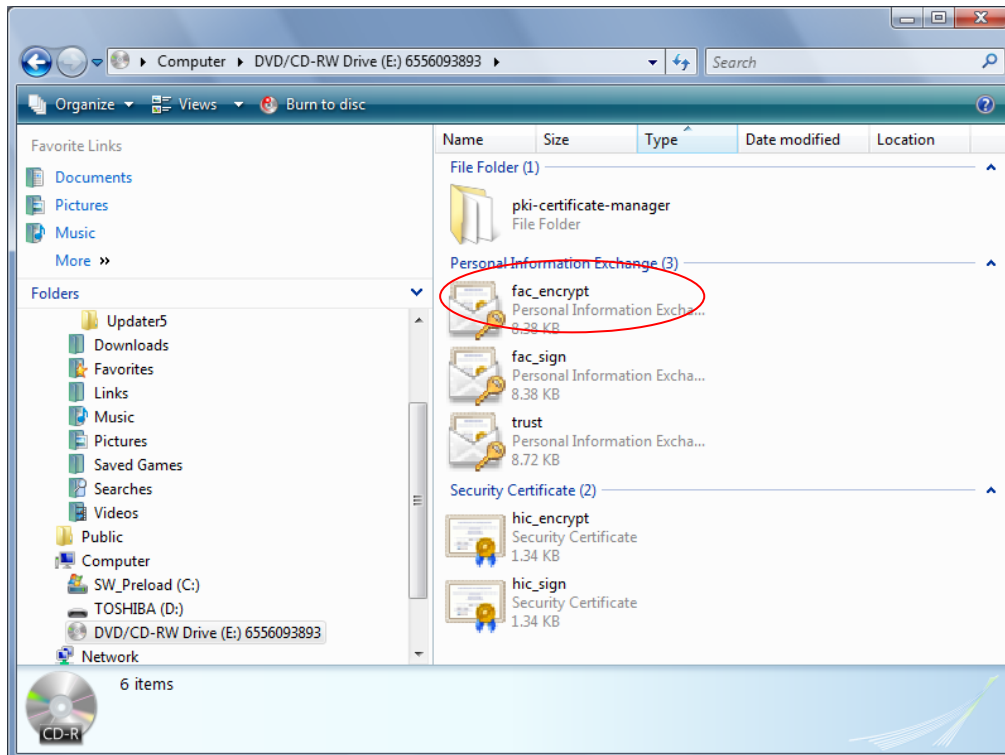 Computer DVD/CD-RW Drive (E:) 6556093893
Search
Organize Views Burn to disc
Favorite Links
Documents
Pictures
Music
More »
Folders
Updater5
Downloads
Favorites
Links
Music
Pictures
Saved Games
Searches
Videos
Public
Computer
SW_Preload (C:)
TOSHIBA (D:)
DVD/CD-RW Drive (E:) 6556093893
Network
Name Size Type Date modified Location
File Folder (1)
pki-certificate-manager
File Folder
Personal Information Exchange (3)
fac_encrypt
Personal Information Excha...
8.38 KB
fac_sign
Personal Information Excha...
8.38 KB
trust
Personal Information Excha...
8.72 KB
Security Certificate (2)
hic_encrypt
Security Certificate
1.34 KB
hic_sign
Security Certificate
1.34 KB
6 items
CD-R